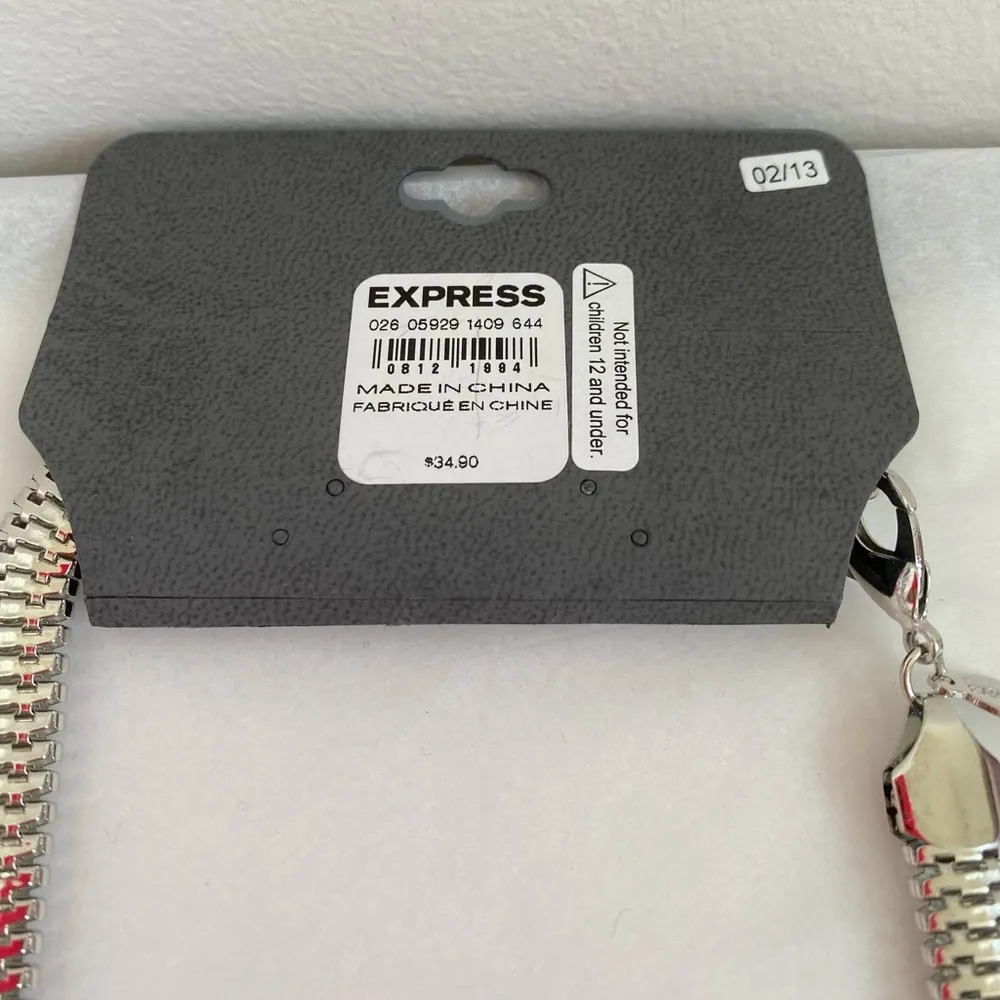 02/13
EXPRESS
026 05929 1409 644
0812 1994
MADE IN CHINA
FABRIQUÉ EN CHINE
$34.90
Not intended for
children 12 and under.